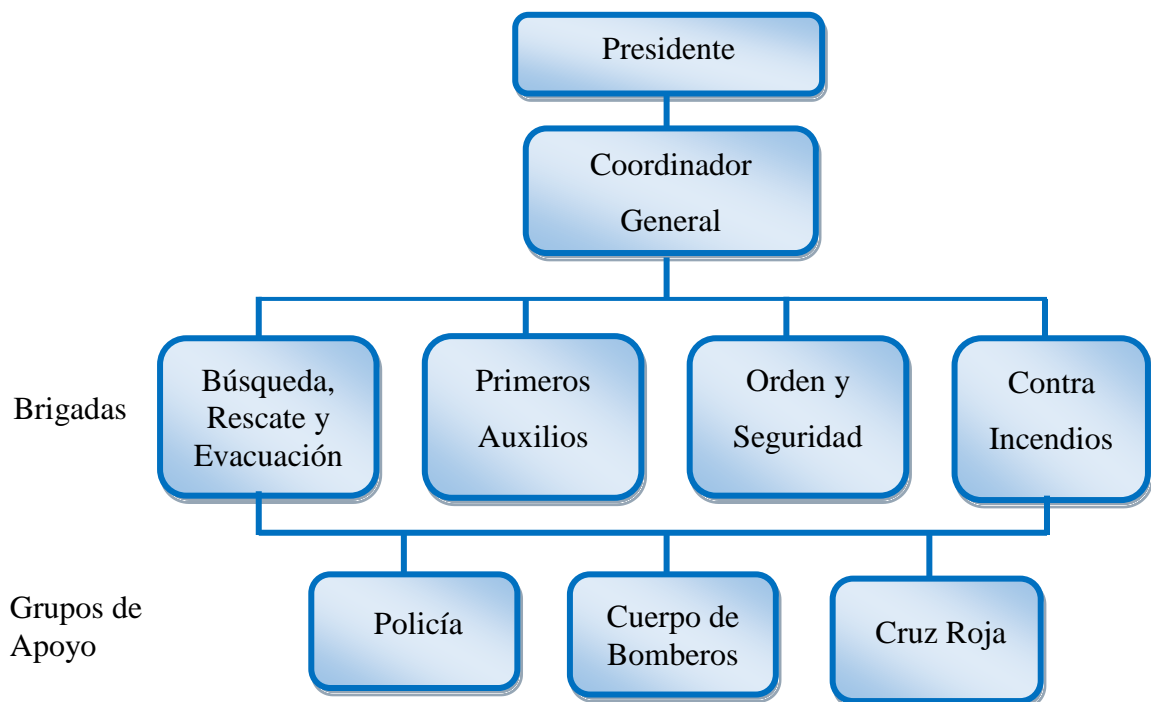 Presidente
Coordinador
General
Brigadas
Búsqueda,
Rescate y
Evacuación
Primeros
Auxilios
Orden y
Seguridad
Contra
Incendios
Grupos de
Apoyo
Policía
Cuerpo de
Bomberos
Cruz Roja